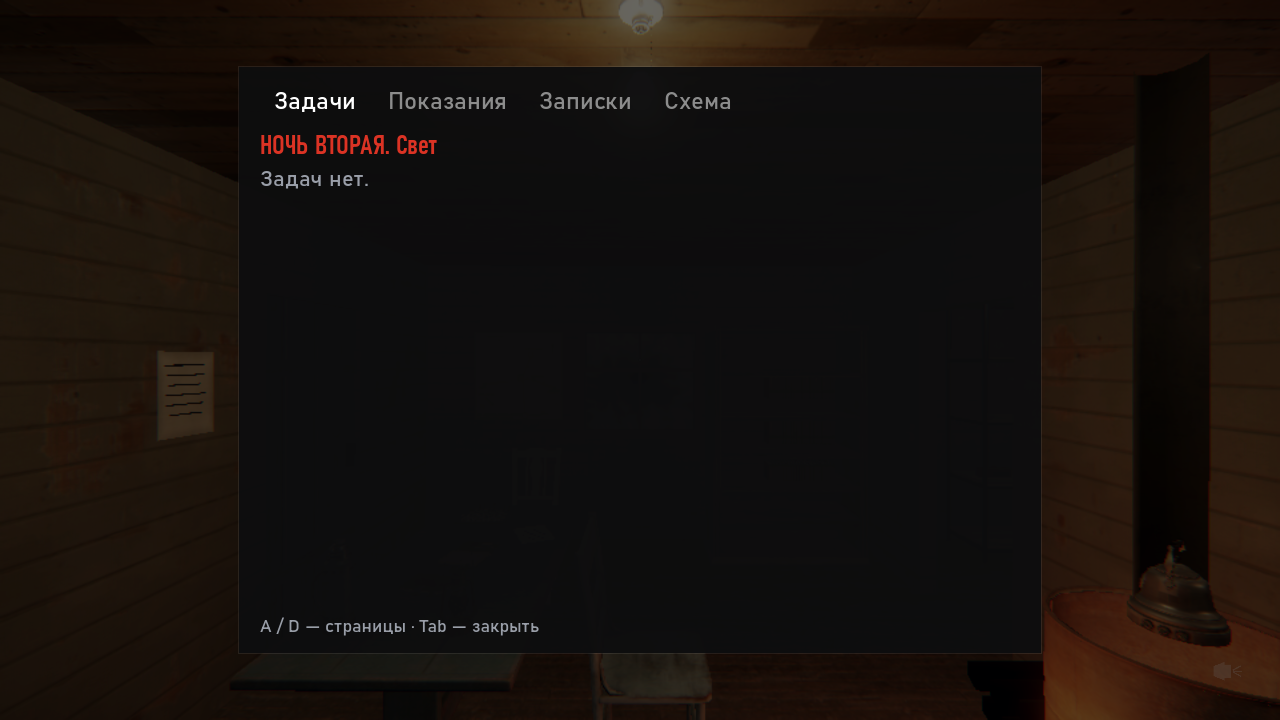 Задачи Показания Записки Схема
НОЧЬ ВТОРАЯ. Свет
Задач нет.
A / D — страницы · Tab — закрыть